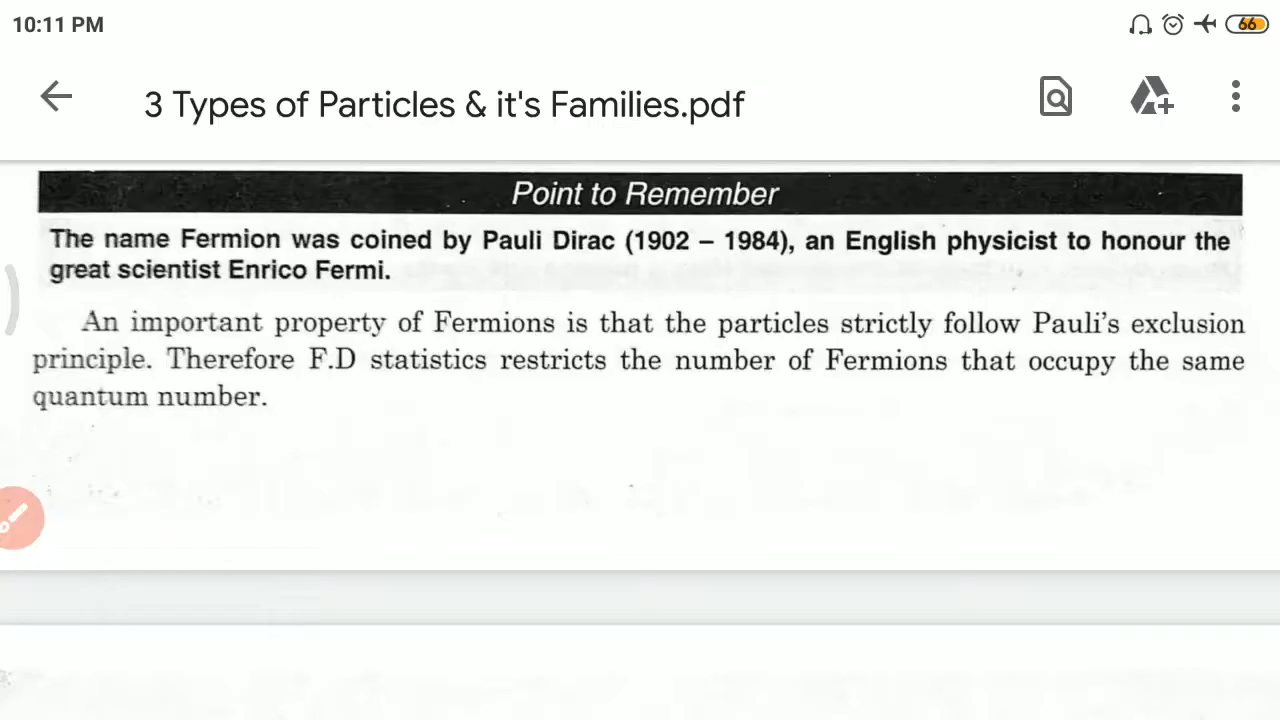 10:11 PM
66
3 Types of Particles & it's Families.pdf
Point to Remember
The name Fermion was coined by Pauli Dirac (1902 – 1984), an English physicist to honour the
great scientist Enrico Fermi.
An important property of Fermions is that the particles strictly follow Pauli's exclusion
principle. Therefore F.D statistics restricts the number of Fermions that occupy the same
quantum number.